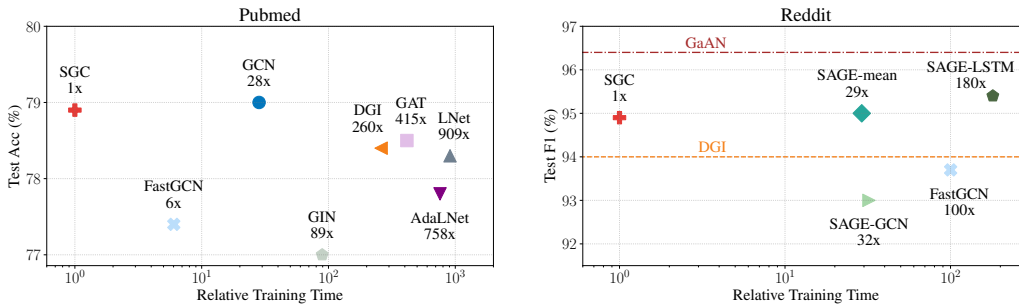 Pubmed
80
79
78
77
Test Acc (%)
SGC
1x
GCN
28x
FastGCN
6x
GIN
89x
DGI
260x
GAT
415x
LNet
909x
AdaLNet
758x
10^0
10^1
10^2
10^3
Relative Training Time
Reddit
97
96
95
94
93
92
Test F1 (%)
GaAN
SGC
1x
SAGE-mean
29x
SAGE-LSTM
180x
DGI
FastGCN
100x
SAGE-GCN
32x
10^0
10^1
10^2
Relative Training Time